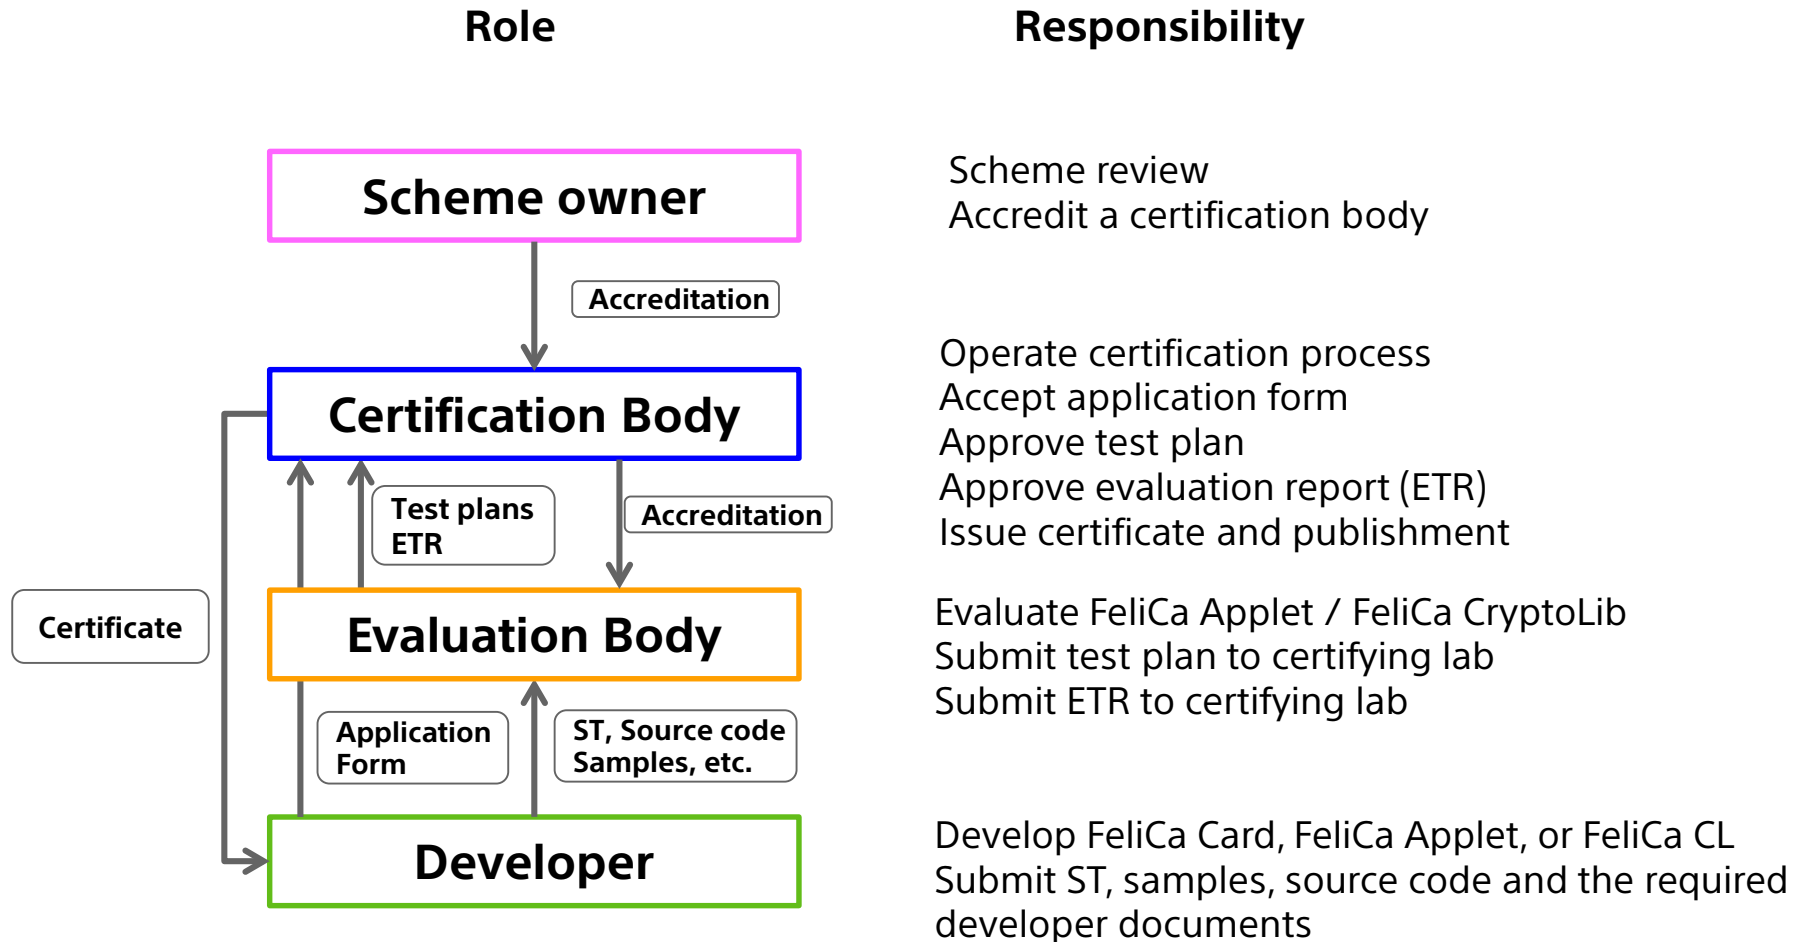 Role
Responsibility
Scheme owner
Scheme review
Accredit a certification body
Accreditation
Certification Body
Operate certification process
Accept application form
Approve test plan
Approve evaluation report (ETR)
Issue certificate and publishment
Test plans
ETR
Accreditation
Certificate
Evaluation Body
Evaluate FeliCa Applet / FeliCa CryptoLib
Submit test plan to certifying lab
Submit ETR to certifying lab
Application
Form
ST, Source code
Samples, etc.
Developer
Develop FeliCa Card, FeliCa Applet, or FeliCa CL
Submit ST, samples, source code and the required
developer documents